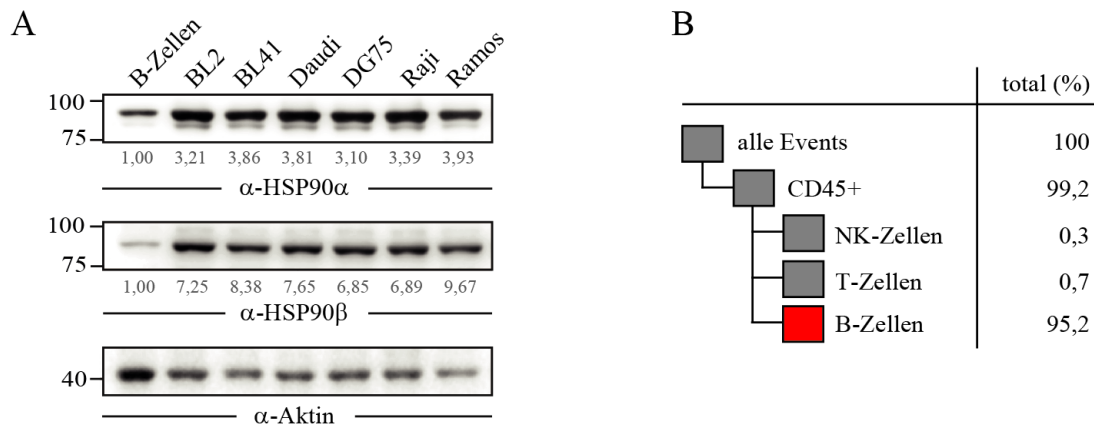 A
B-Zellen BL2 BL41 Daudi DG75 Raji Ramos
100
75
1,00 3,21 3,86 3,81 3,10 3,39 3,93
α-HSP90α
100
75
1,00 7,25 8,38 7,65 6,85 6,89 9,67
α-HSP90β
40
α-Aktin
B
total (%)
alle Events 100
CD45+ 99,2
NK-Zellen 0,3
T-Zellen 0,7
B-Zellen 95,2